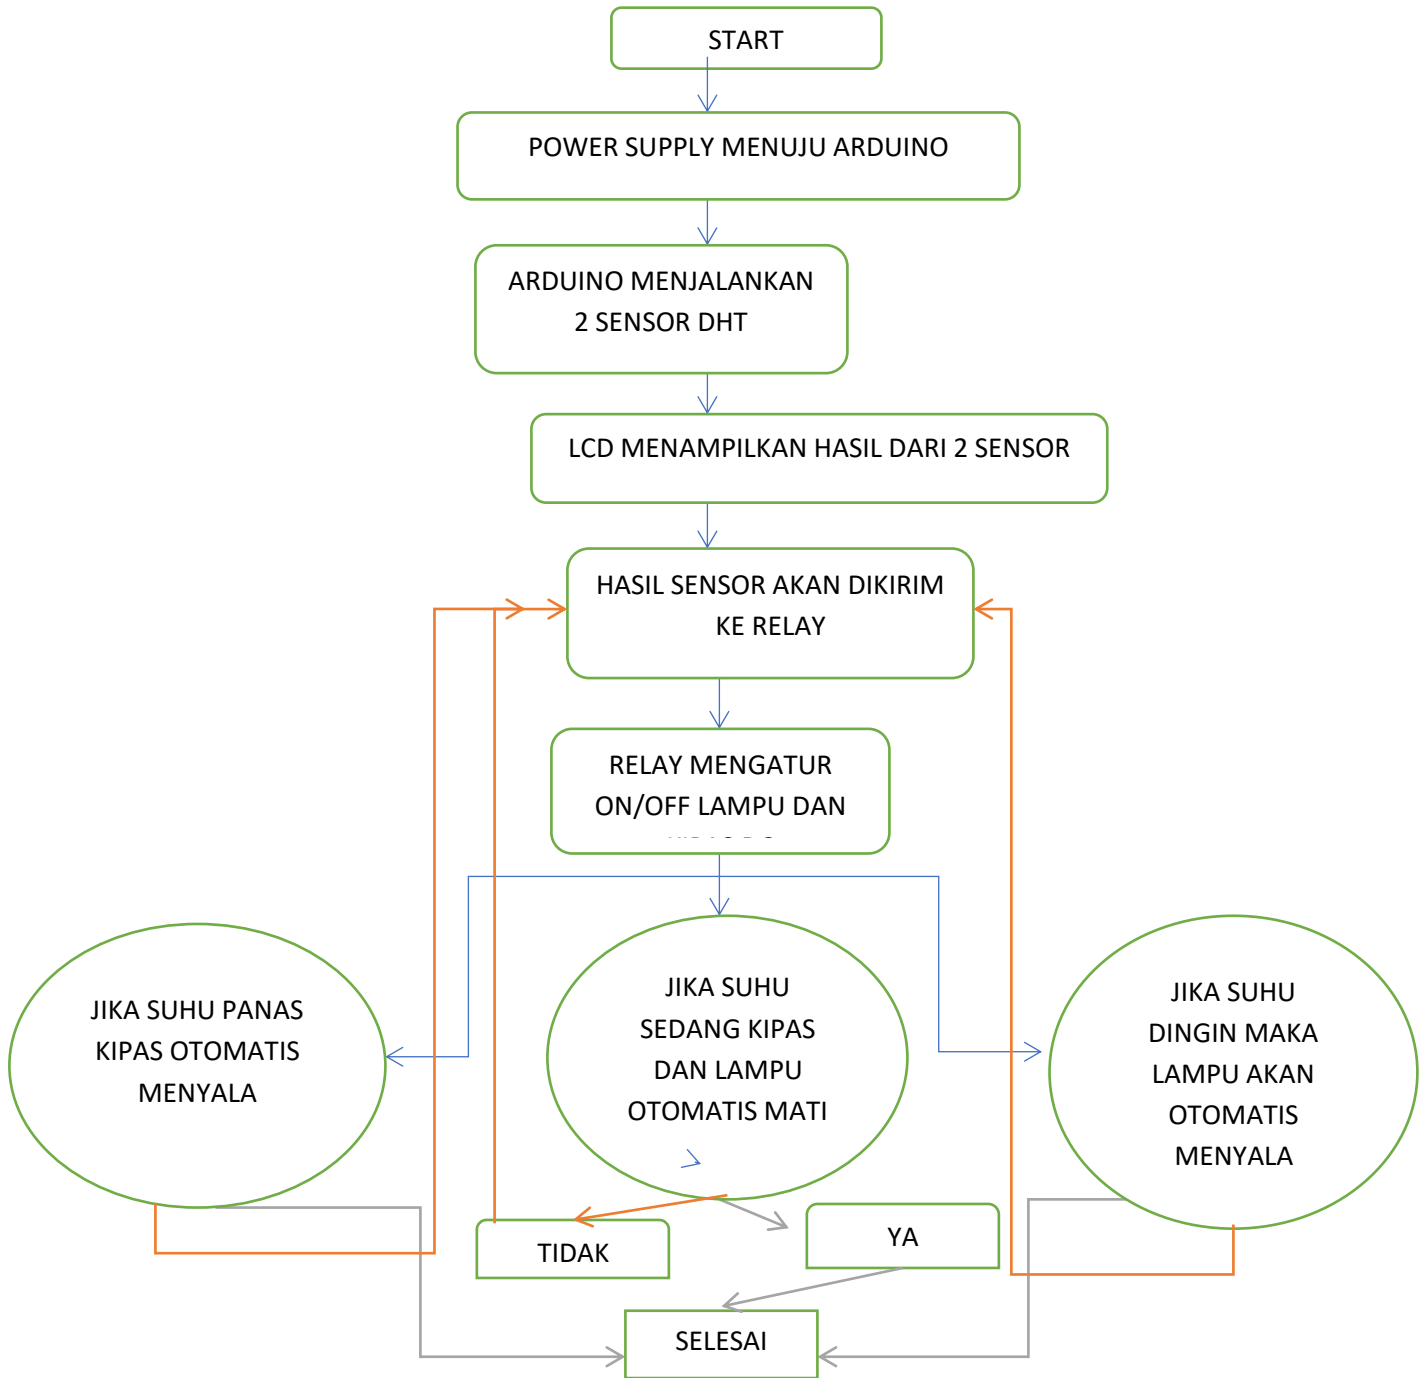 START
POWER SUPPLY MENUJU ARDUINO
ARDUINO MENJALANKAN
2 SENSOR DHT
LCD MENAMPILKAN HASIL DARI 2 SENSOR
HASIL SENSOR AKAN DIKIRIM
KE RELAY
RELAY MENGATUR
ON/OFF LAMPU DAN
JIKA SUHU PANAS
KIPAS OTOMATIS
MENYALA
JIKA SUHU
SEDANG KIPAS
DAN LAMPU
OTOMATIS MATI
JIKA SUHU
DINGIN MAKA
LAMPU AKAN
OTOMATIS
MENYALA
TIDAK
YA
SELESAI